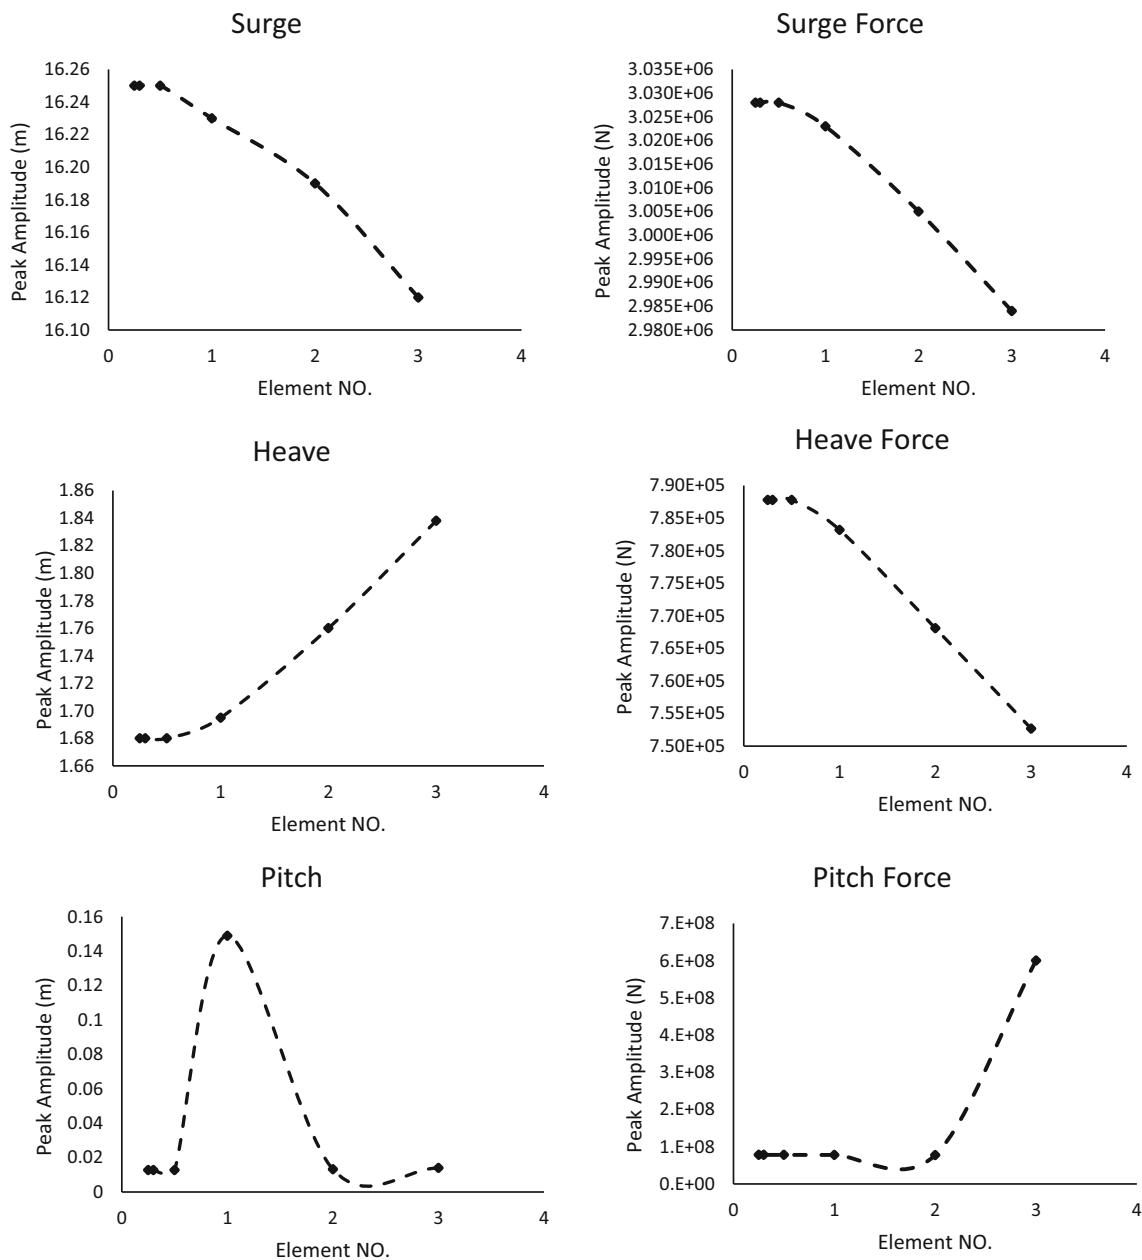 Surge
Peak Amplitude (m)
16.26
16.24
16.22
16.20
16.18
16.16
16.14
16.12
16.10
0 1 2 3 4
Element NO.
Surge Force
Peak Amplitude (N)
3.035E+06
3.030E+06
3.025E+06
3.020E+06
3.015E+06
3.010E+06
3.005E+06
3.000E+06
2.995E+06
2.990E+06
2.985E+06
2.980E+06
0 1 2 3 4
Element NO.
Heave
Peak Amplitude (m)
1.86
1.84
1.82
1.80
1.78
1.76
1.74
1.72
1.70
1.68
1.66
0 1 2 3 4
Element NO.
Heave Force
Peak Amplitude (N)
7.90E+05
7.85E+05
7.80E+05
7.75E+05
7.70E+05
7.65E+05
7.60E+05
7.55E+05
7.50E+05
0 1 2 3 4
Element NO.
Pitch
Peak Amplitude (m)
0.16
0.14
0.12
0.1
0.08
0.06
0.04
0.02
0
0 1 2 3 4
Element NO.
Pitch Force
Peak Amplitude (N)
7.E+08
6.E+08
5.E+08
4.E+08
3.E+08
2.E+08
1.E+08
0.E+00
0 1 2 3 4
Element NO.